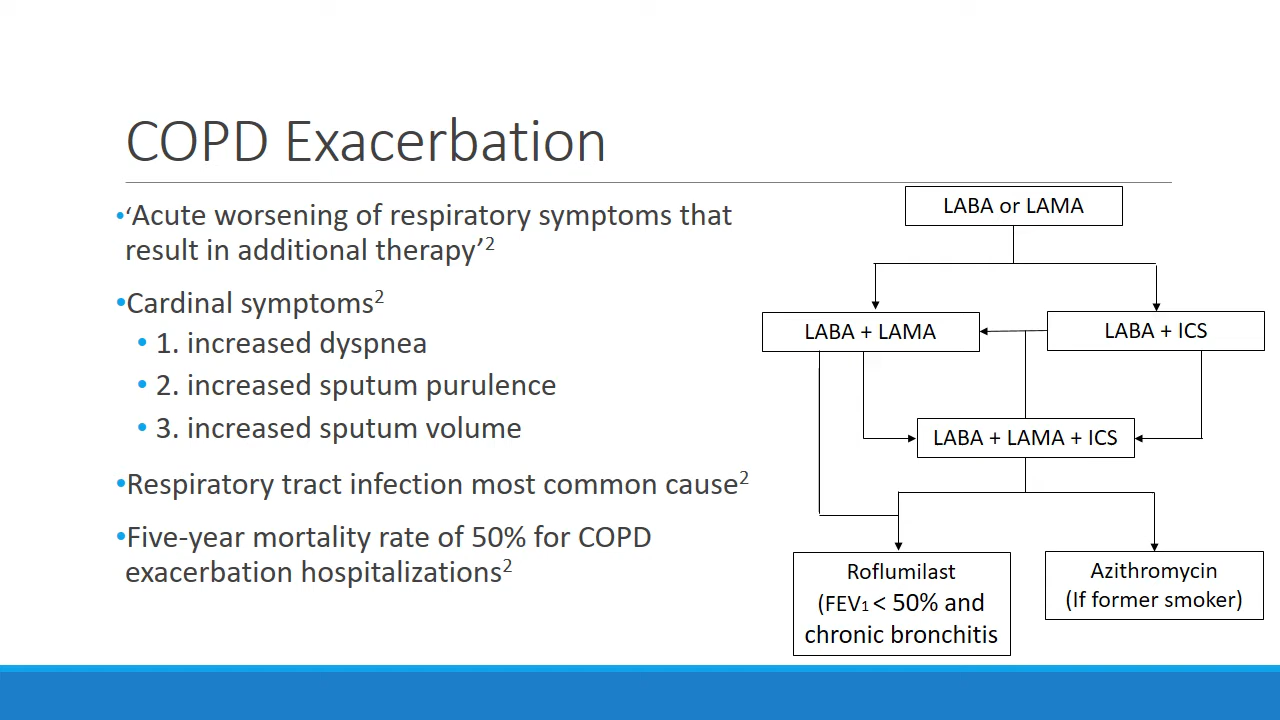 COPD Exacerbation
•‘Acute worsening of respiratory symptoms that
result in additional therapy’2
•Cardinal symptoms2
• 1. increased dyspnea
• 2. increased sputum purulence
• 3. increased sputum volume
•Respiratory tract infection most common cause2
•Five-year mortality rate of 50% for COPD
exacerbation hospitalizations2
LABA or LAMA
LABA + LAMA
LABA + ICS
LABA + LAMA + ICS
Roflumilast
(FEV1 < 50% and
chronic bronchitis
Azithromycin
(If former smoker)